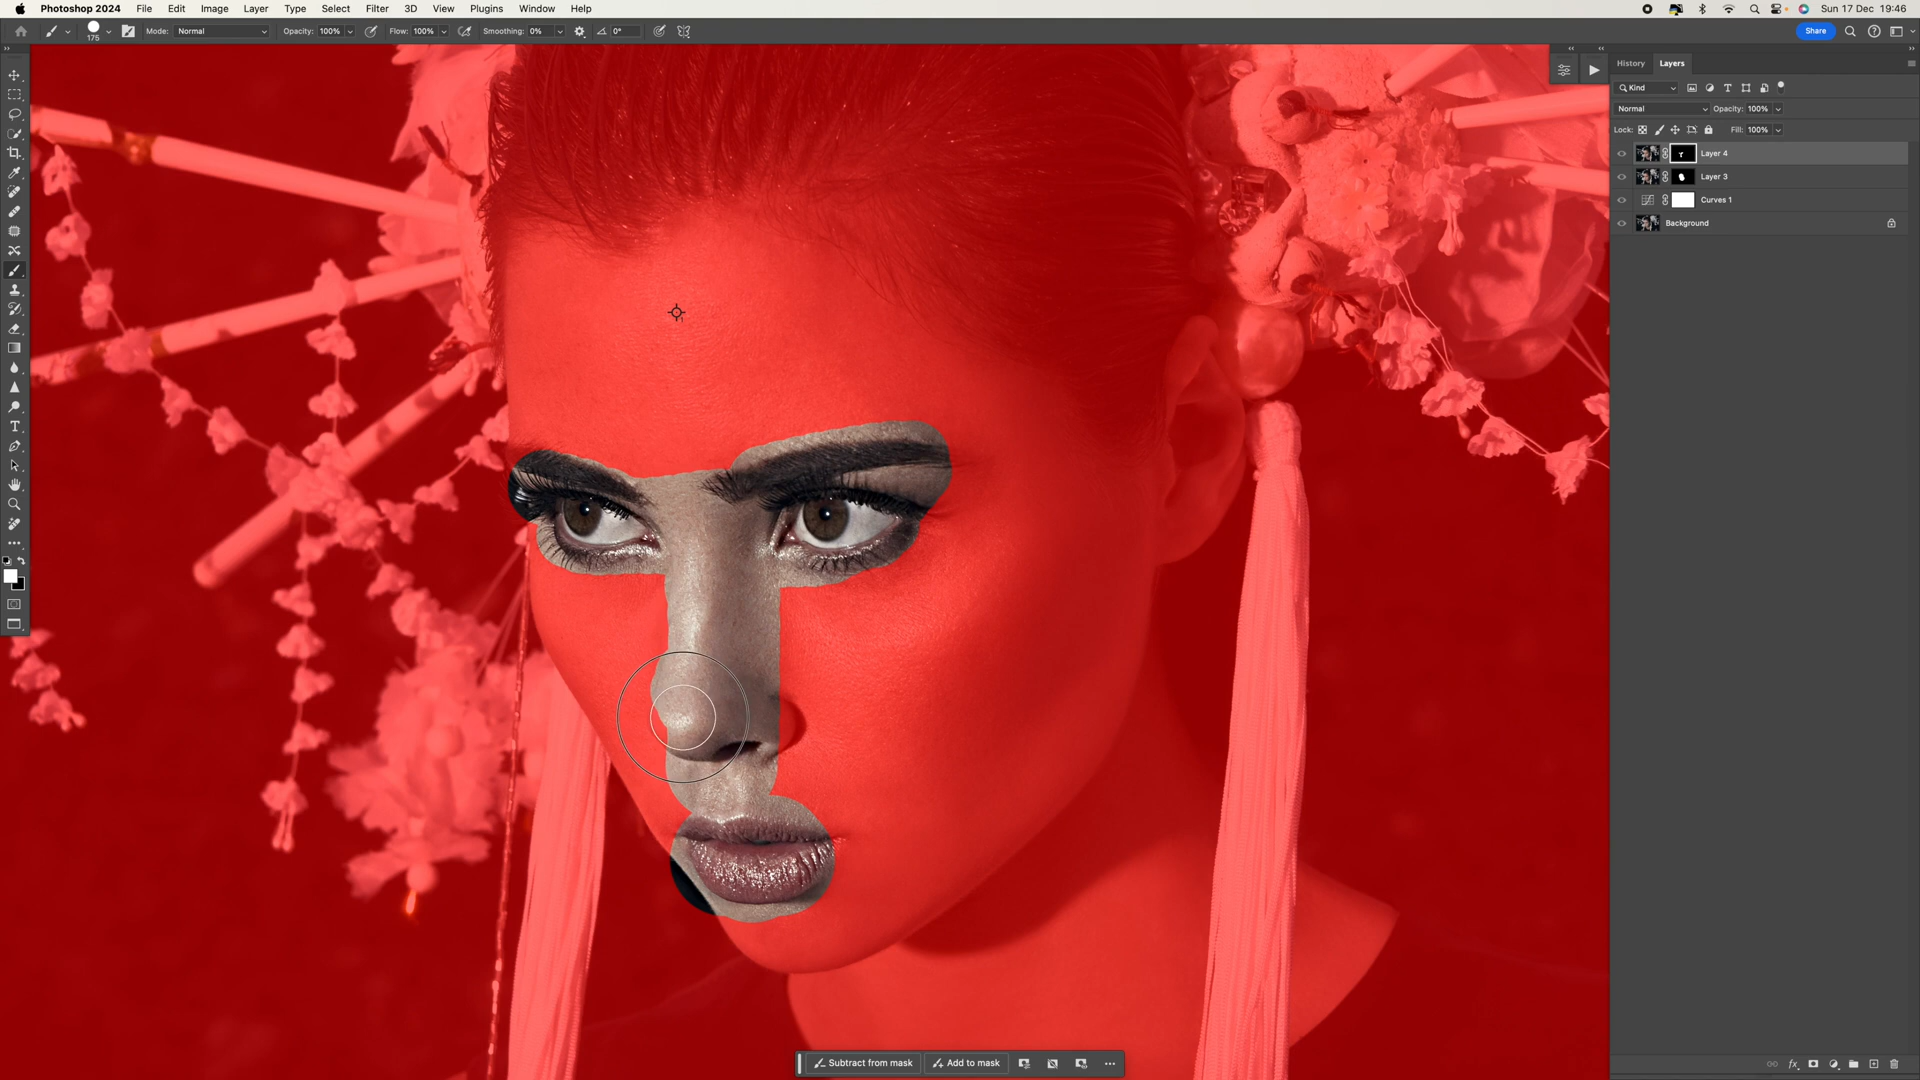 Photoshop 2024 File Edit Image Layer Type Select Filter 3D View Plugins Window Help Sun 17 Dec 19:46
175 Mode: Normal Opacity: 100% Flow: 100% Smoothing: 0% 0° Share
History Layers
Kind
Normal Opacity: 100%
Lock: Fill: 100%
Layer 4
Layer 3
Curves 1
Background
Subtract from mask Add to mask
fx